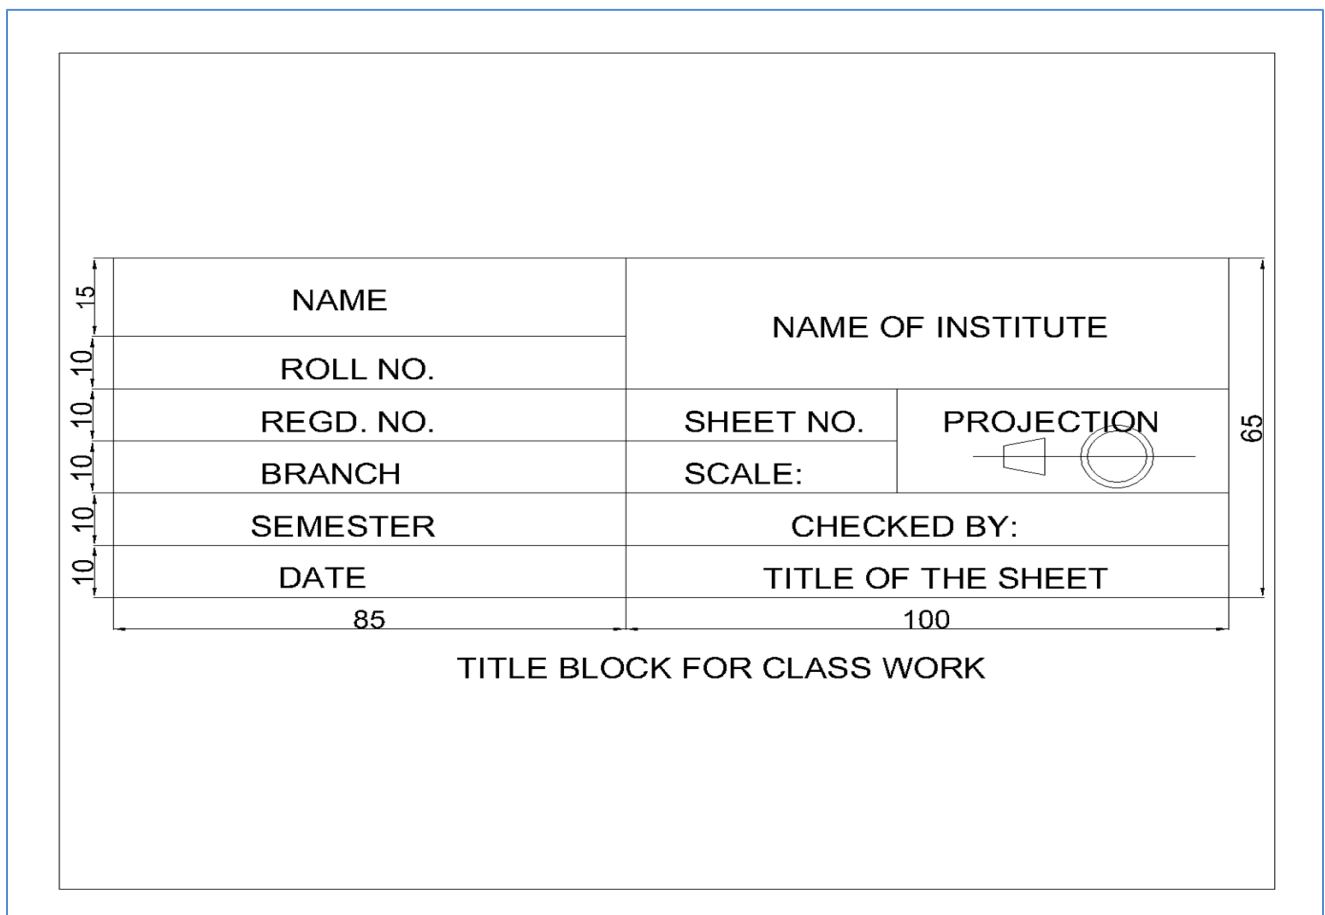 NAME
NAME OF INSTITUTE
ROLL NO.
REGD. NO.
SHEET NO.
PROJECTION
BRANCH
SCALE:
SEMESTER
CHECKED BY:
DATE
TITLE OF THE SHEET
15
10
10
10
10
10
65
85
100
TITLE BLOCK FOR CLASS WORK